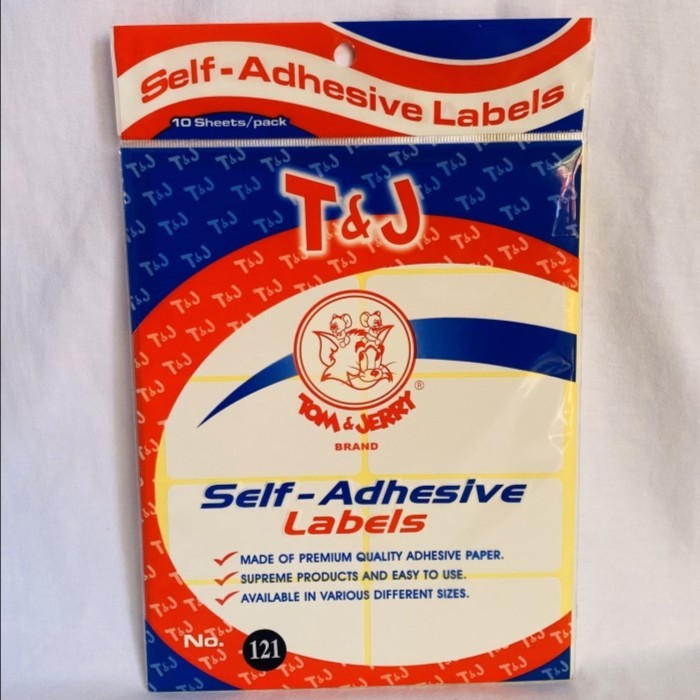 Self-Adhesive Labels
10 Sheets/pack
T&J
TOM & JERRY ®
BRAND
Self-Adhesive
Labels
MADE OF PREMIUM QUALITY ADHESIVE PAPER.
SUPREME PRODUCTS AND EASY TO USE.
AVAILABLE IN VARIOUS DIFFERENT SIZES.
No. 121